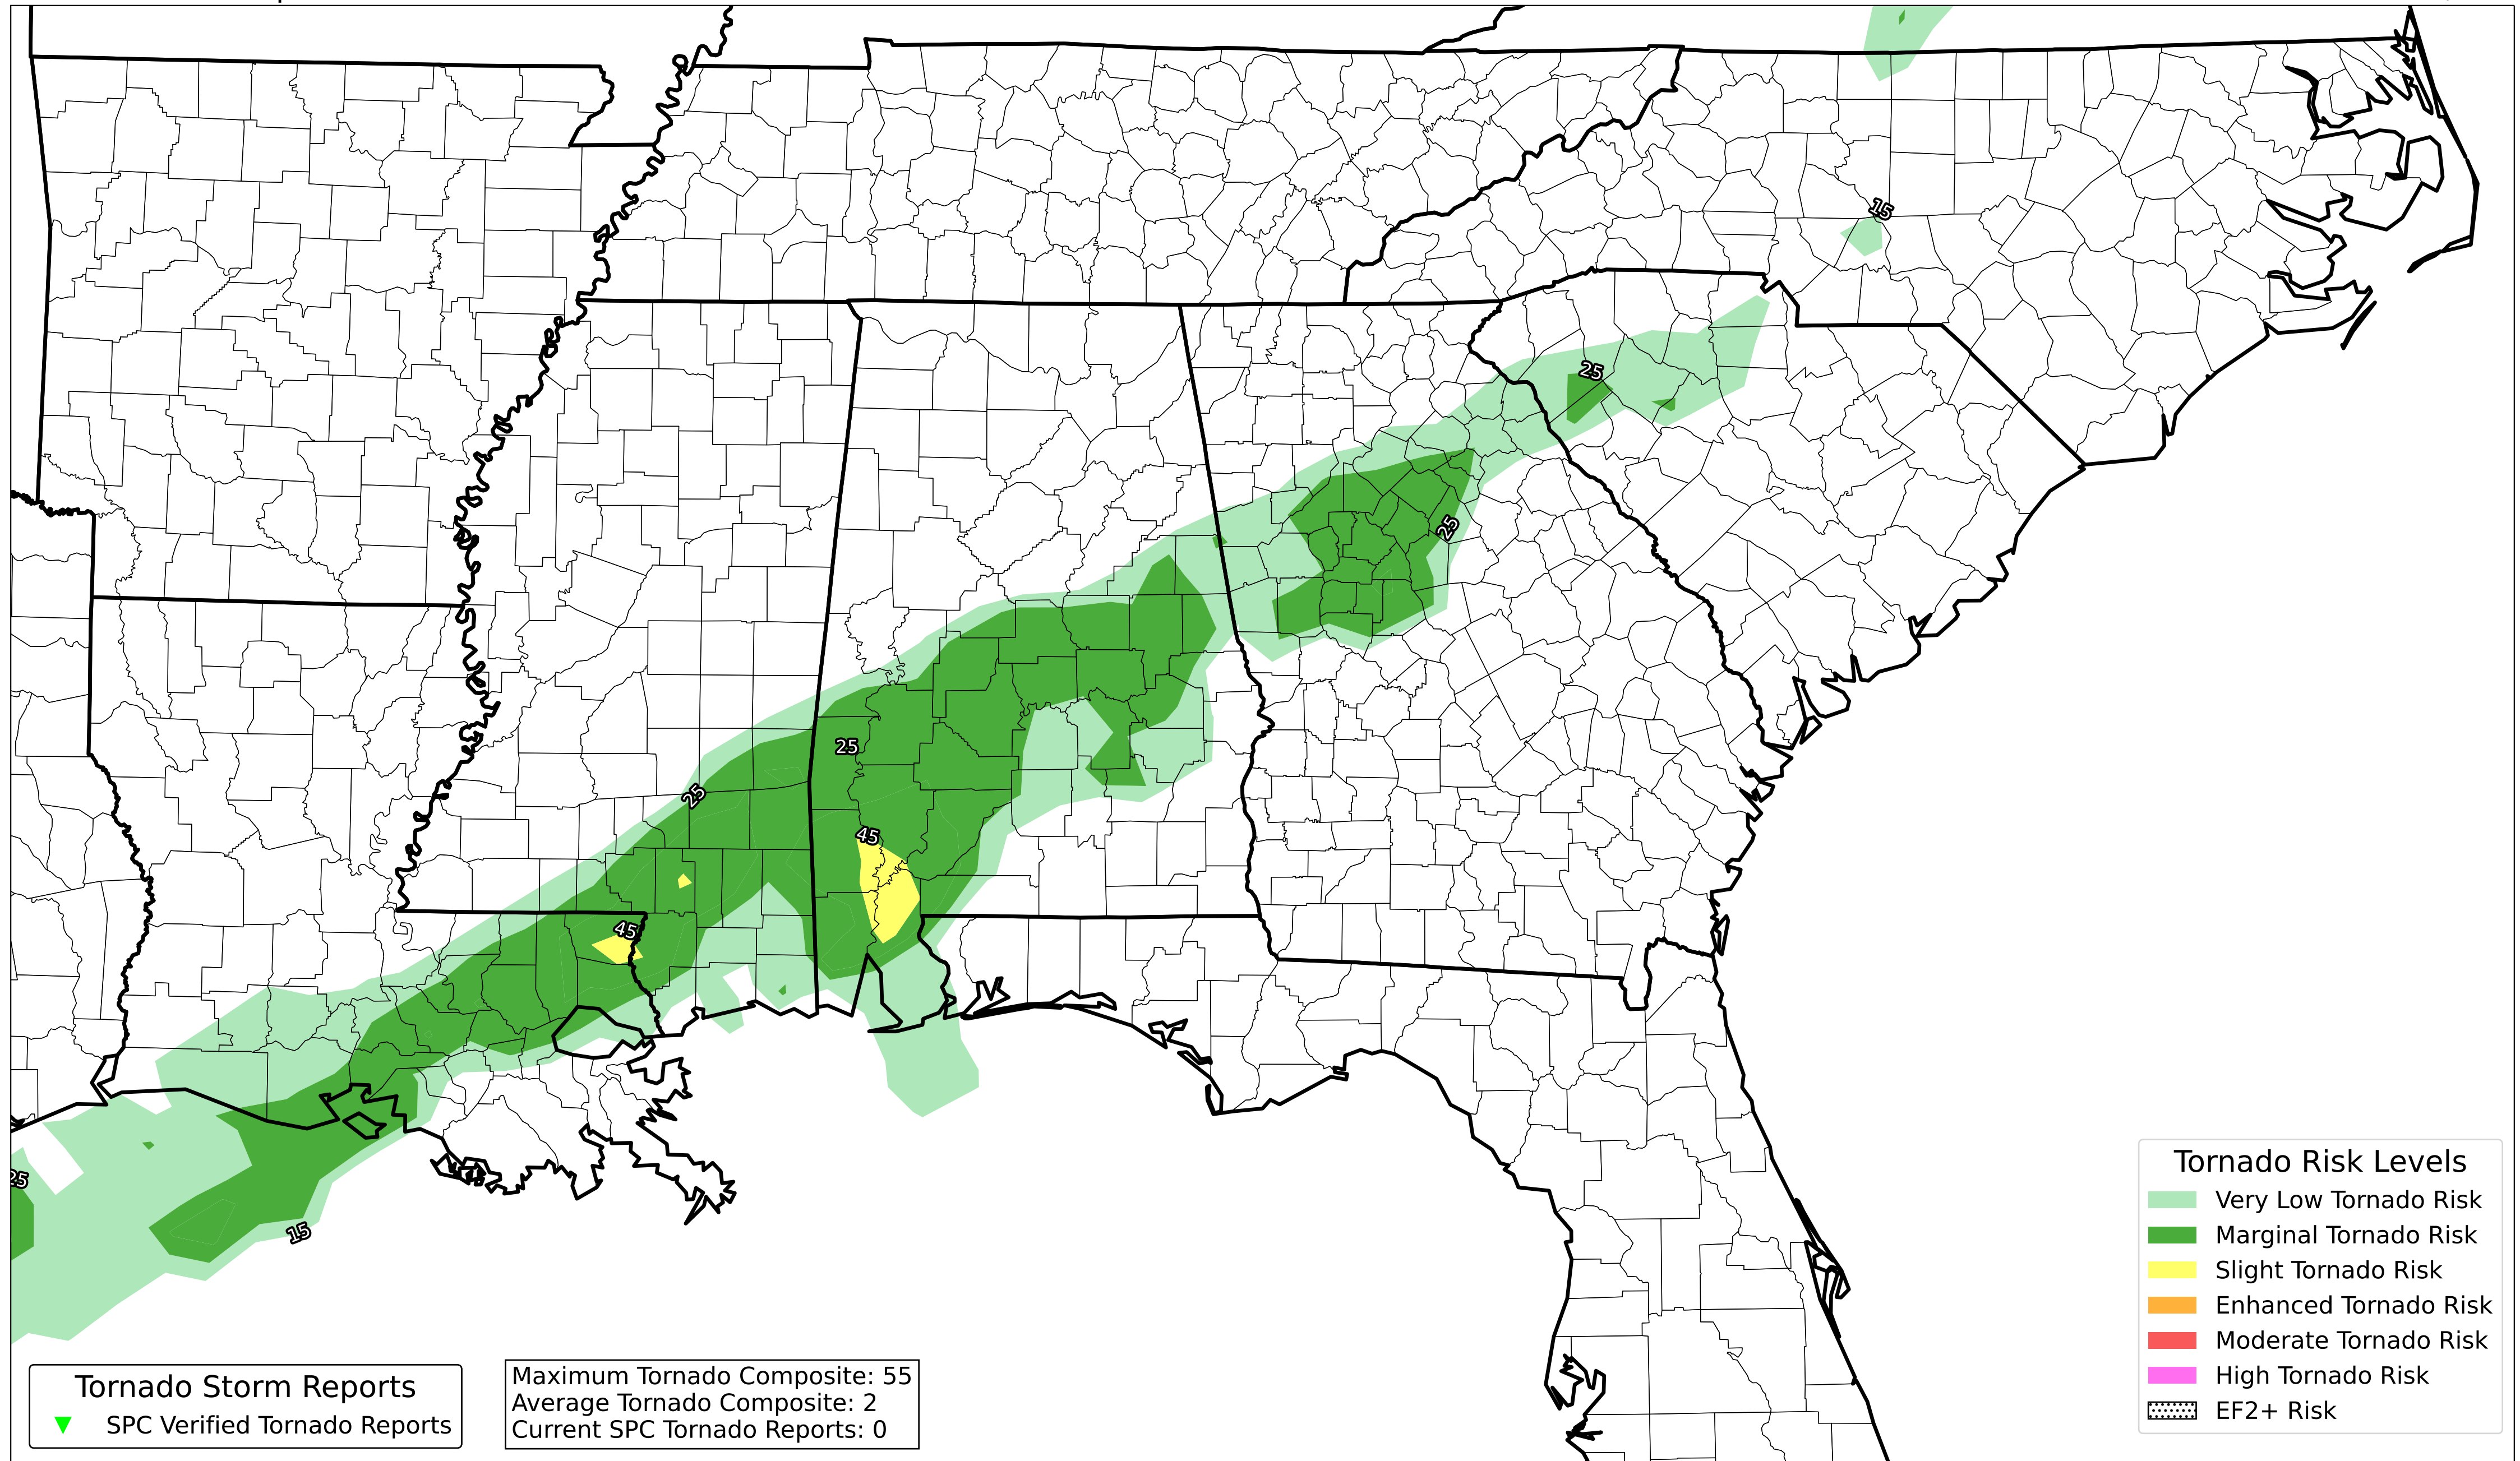 15
25
25
25
25
45
45
25
15
Tornado Risk Levels
Very Low Tornado Risk
Marginal Tornado Risk
Slight Tornado Risk
Enhanced Tornado Risk
Moderate Tornado Risk
High Tornado Risk
EF2+ Risk
Tornado Storm Reports
SPC Verified Tornado Reports
Maximum Tornado Composite: 55
Average Tornado Composite: 2
Current SPC Tornado Reports: 0